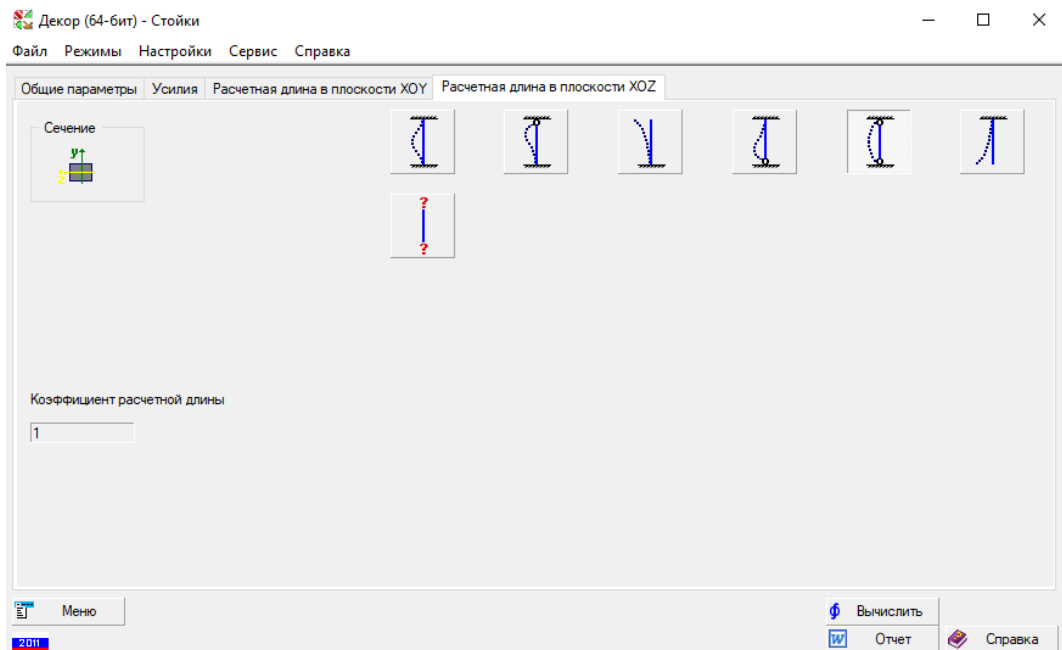 Декор (64-бит) - Стойки
Файл Режимы Настройки Сервис Справка
Общие параметры Усилия Расчетная длина в плоскости XOY Расчетная длина в плоскости XOZ
Сечение
y
z
?
?
Коэффициент расчетной длины
1
Меню
Вычислить
2011
W Отчет
Справка